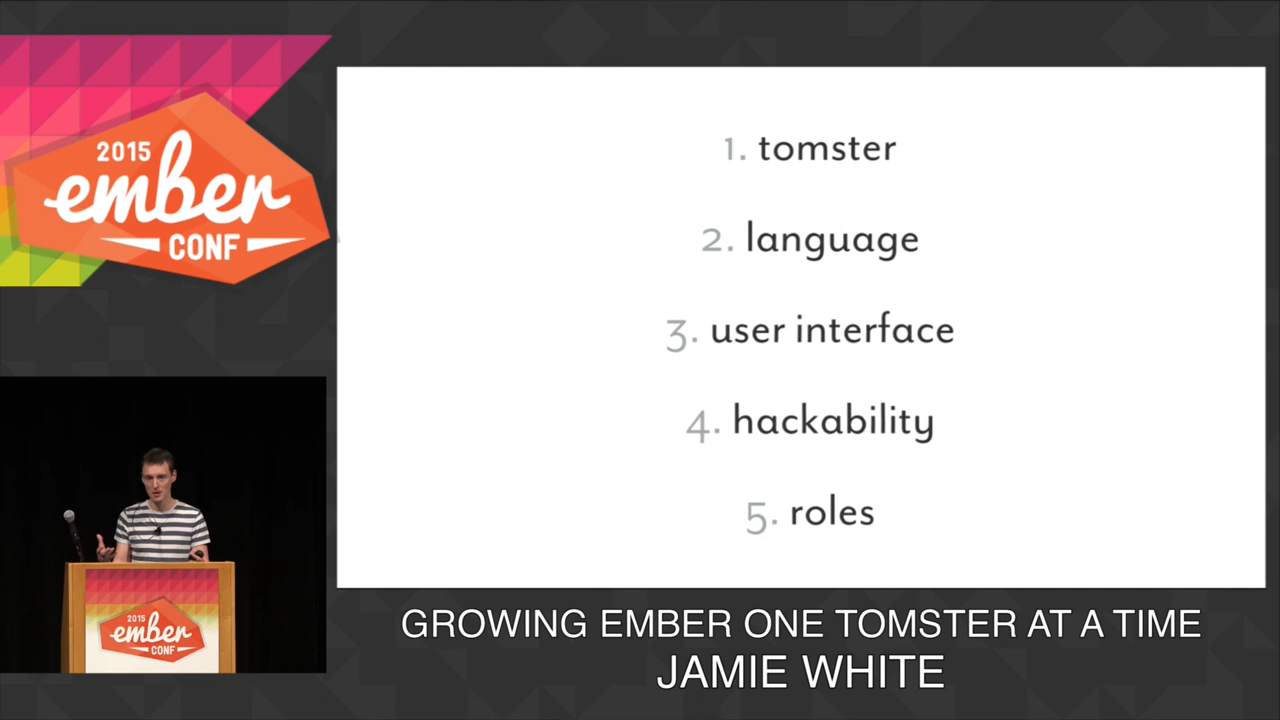 2015
ember
CONF
1. tomster
2. language
3. user interface
4. hackability
5. roles
2015
ember
CONF
GROWING EMBER ONE TOMSTER AT A TIME
JAMIE WHITE